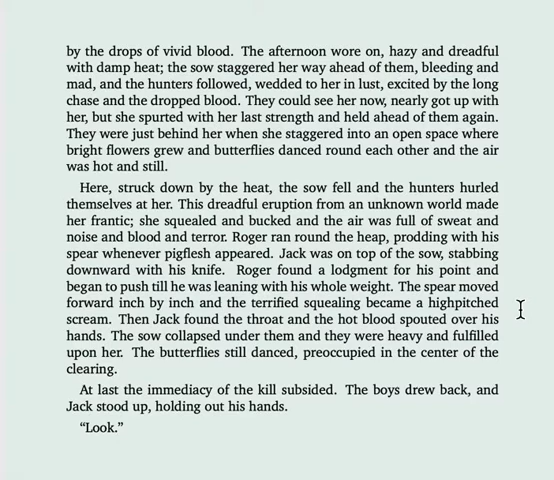 by the drops of vivid blood. The afternoon wore on, hazy and dreadful
with damp heat; the sow staggered her way ahead of them, bleeding and
mad, and the hunters followed, wedded to her in lust, excited by the long
chase and the dropped blood. They could see her now, nearly got up with
her, but she spurted with her last strength and held ahead of them again.
They were just behind her when she staggered into an open space where
bright flowers grew and butterflies danced round each other and the air
was hot and still.
Here, struck down by the heat, the sow fell and the hunters hurled
themselves at her. This dreadful eruption from an unknown world made
her frantic; she squealed and bucked and the air was full of sweat and
noise and blood and terror. Roger ran round the heap, prodding with his
spear whenever pigflesh appeared. Jack was on top of the sow, stabbing
downward with his knife. Roger found a lodgment for his point and
began to push till he was leaning with his whole weight. The spear moved
forward inch by inch and the terrified squealing became a highpitched
scream. Then Jack found the throat and the hot blood spouted over his
hands. The sow collapsed under them and they were heavy and fulfilled
upon her. The butterflies still danced, preoccupied in the center of the
clearing.
At last the immediacy of the kill subsided. The boys drew back, and
Jack stood up, holding out his hands.
“Look.”